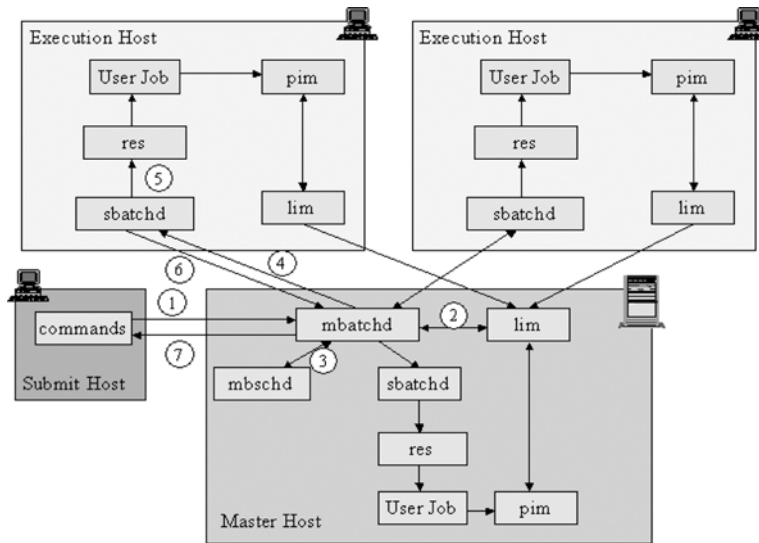 Execution Host
User Job
pim
res
5
sbatchd
lim
Execution Host
User Job
pim
res
sbatchd
lim
6
4
1
commands
7
Submit Host
mbatchd
2
lim
3
mbschd
sbatchd
res
User Job
pim
Master Host